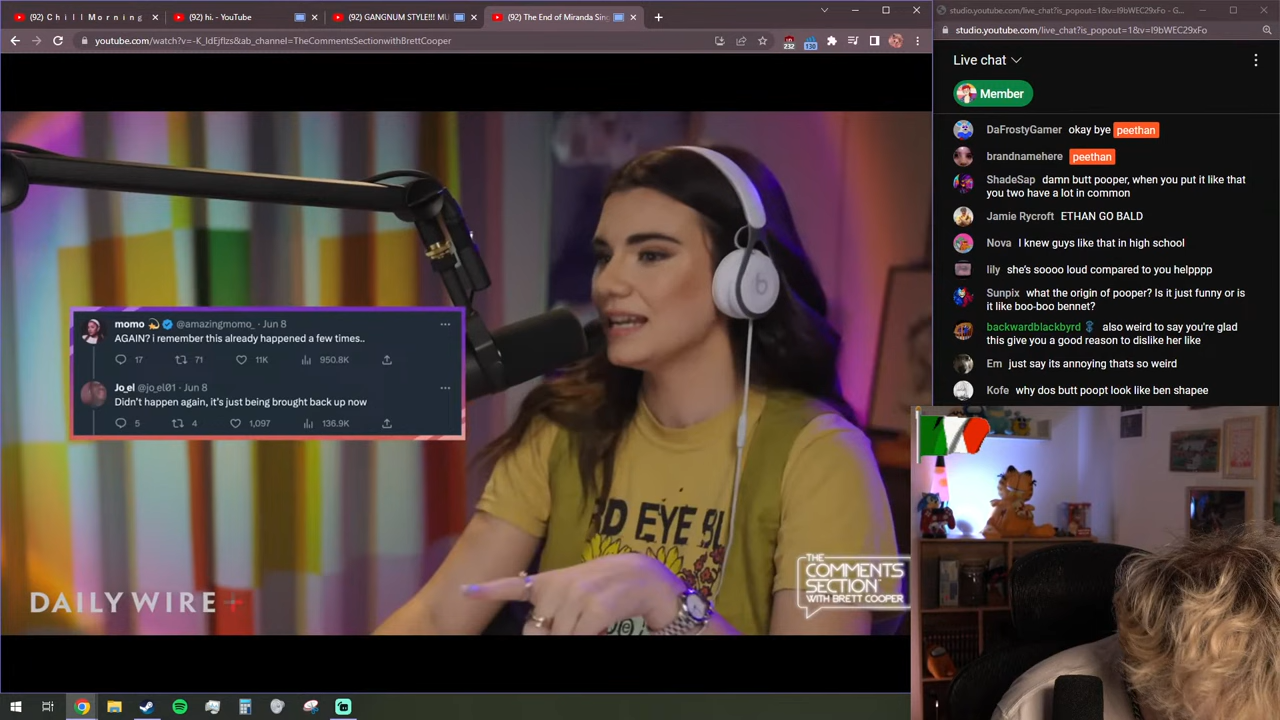 (92) C h i l l M o r n i n g
(92) hi. - YouTube
(92) GANGNUM STYLE!!! MU
(92) The End of Miranda Sing
studio.youtube.com/live_chat?is_popout=1&v=I9bWEC29xFo - G...
youtube.com/watch?v=-K_ldEjflzs&ab_channel=TheCommentsSectionwithBrettCooper
232
130
studio.youtube.com/live_chat?is_popout=1&v=I9bWEC29xFo
Live chat
Member
DaFrostyGamer okay bye peethan
brandnamehere peethan
ShadeSap damn butt pooper, when you put it like that
you two have a lot in common
Jamie Rycroft ETHAN GO BALD
Nova I knew guys like that in high school
lily she's soooo loud compared to you helpppp
Sunpix what the origin of pooper? Is it just funny or is
it like boo-boo bennet?
backwardblackbyrd also weird to say you're glad
this give you a good reason to dislike her like
Em just say its annoying thats so weird
Kofe why dos butt poopt look like ben shapee
momo @amazingmomo_ · Jun 8
AGAIN? i remember this already happened a few times..
17 71 11K 950.8K
Jo_el @jo_el01 · Jun 8
Didn't happen again, it's just being brought back up now
5 4 1,097 136.9K
b
RD EYE BL
DAILY WIRE+
THE
COMMENTS
SECTION
WITH BRETT COOPER